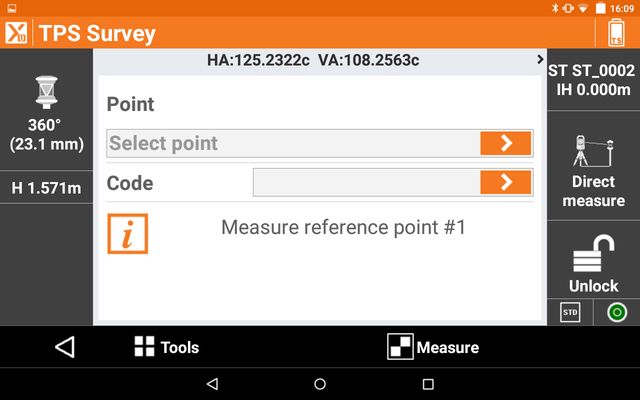 16:09
TPS Survey
TS
HA:125.2322c VA:108.2563c
360°
(23.1 mm)
H 1.571m
Point
Select point
Code
i
Measure reference point #1
ST ST_0002
IH 0.000m
Direct
measure
Unlock
STD
Tools
Measure